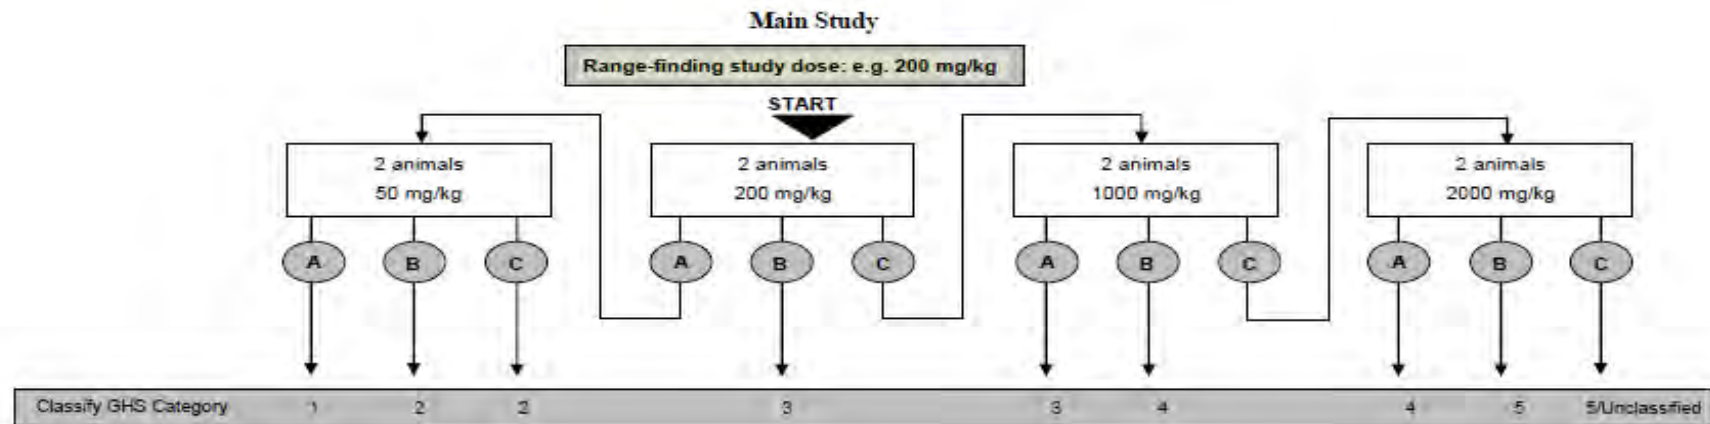 Main Study
Range-finding study dose: e.g. 200 mg/kg
START
2 animals
50 mg/kg
2 animals
200 mg/kg
2 animals
1000 mg/kg
2 animals
2000 mg/kg
A B C A B C A B C A B C
Classify GHS Category 1 2 2 3 3 4 4 5 5/Unclassified